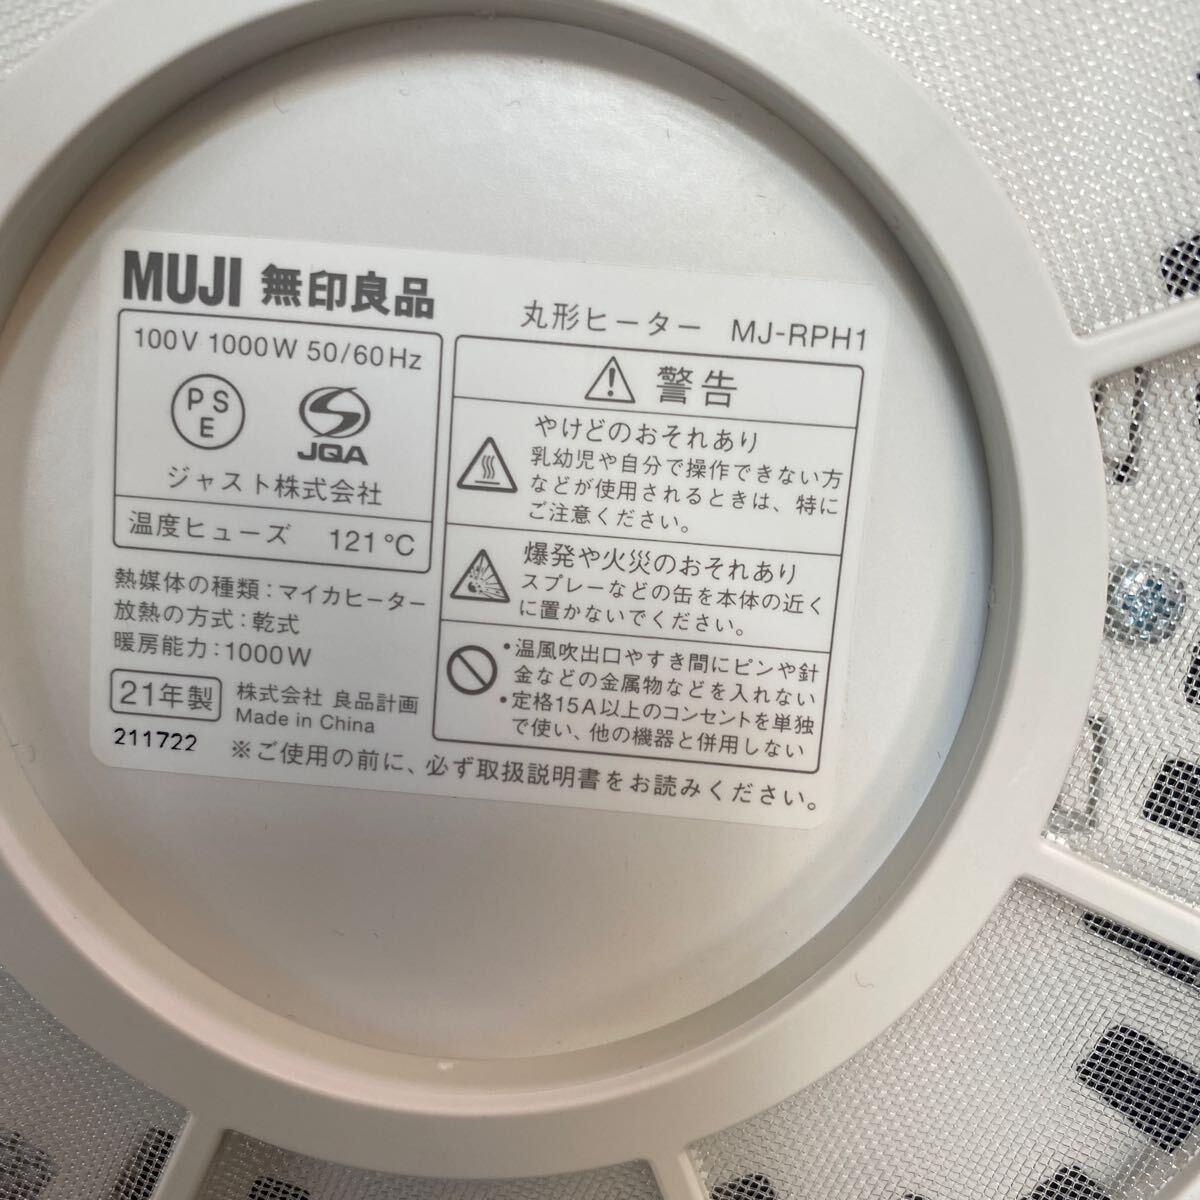 MUJI 無印良品
丸形ヒーター MJ-RPH1
100V 1000W 50/60Hz
PSE
JQA
ジャスト株式会社
温度ヒューズ 121℃
熱媒体の種類:マイカヒーター
放熱の方式:乾式
暖房能力:1000W
21年製
株式会社 良品計画
Made in China
211722
警告
やけどのおそれあり
乳幼児や自分で操作できない方
などが使用されるときは、特に
ご注意ください。
爆発や火災のおそれあり
スプレーなどの缶を本体の近く
に置かないでください。
・温風吹出口やすき間にピンや針
金などの金属物などを入れない
・定格15A以上のコンセントを単独
で使い、他の機器と併用しない
※ご使用の前に、必ず取扱説明書をお読みください。